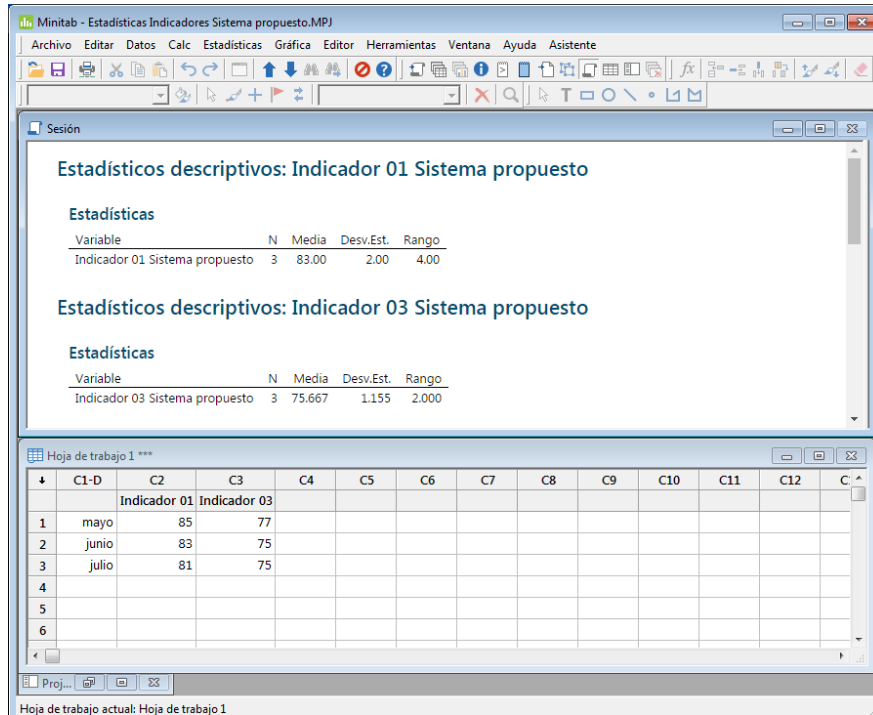 Minitab - Estadísticas Indicadores Sistema propuesto.MPJ
Archivo Editar Datos Calc Estadísticas Gráfica Editor Herramientas Ventana Ayuda Asistente
Sesión
Estadísticos descriptivos: Indicador 01 Sistema propuesto
Estadísticas
Variable N Media Desv.Est. Rango
Indicador 01 Sistema propuesto 3 83.00 2.00 4.00
Estadísticos descriptivos: Indicador 03 Sistema propuesto
Estadísticas
Variable N Media Desv.Est. Rango
Indicador 03 Sistema propuesto 3 75.667 1.155 2.000
Hoja de trabajo 1 ***
C1-D C2 C3 C4 C5 C6 C7 C8 C9 C10 C11 C12
Indicador 01 Indicador 03
1 mayo 85 77
2 junio 83 75
3 julio 81 75
4
5
6
Proj...
Hoja de trabajo actual: Hoja de trabajo 1